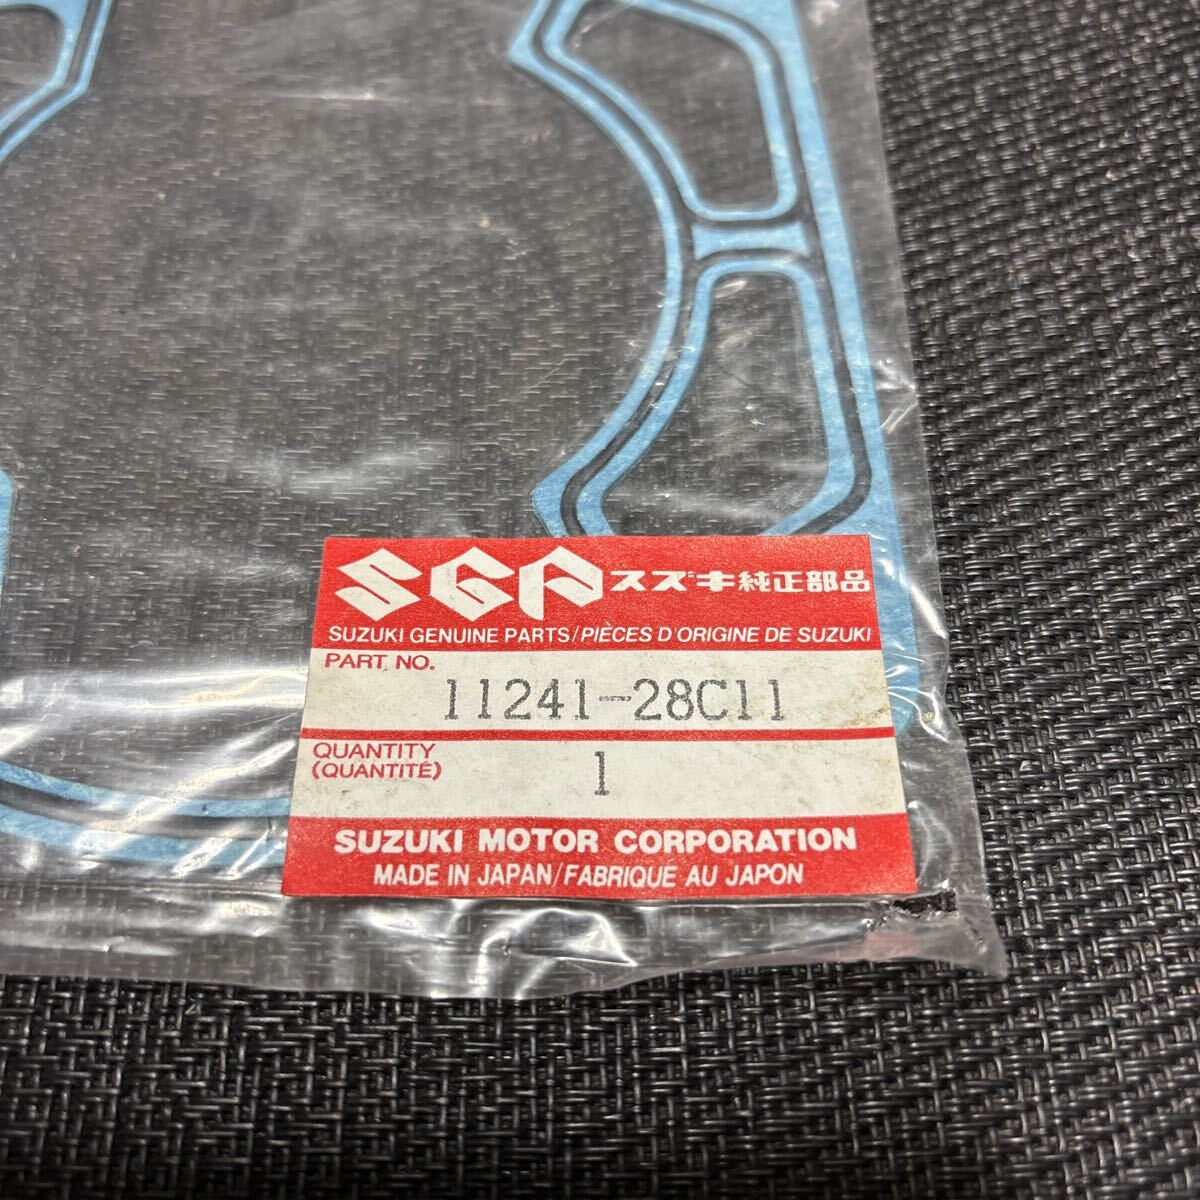 SGP スズキ純正部品
SUZUKI GENUINE PARTS/PIÈCES D'ORIGINE DE SUZUKI
PART NO.
11241-28C11
QUANTITY
(QUANTITÉ)
1
SUZUKI MOTOR CORPORATION
MADE IN JAPAN/FABRIQUE AU JAPON